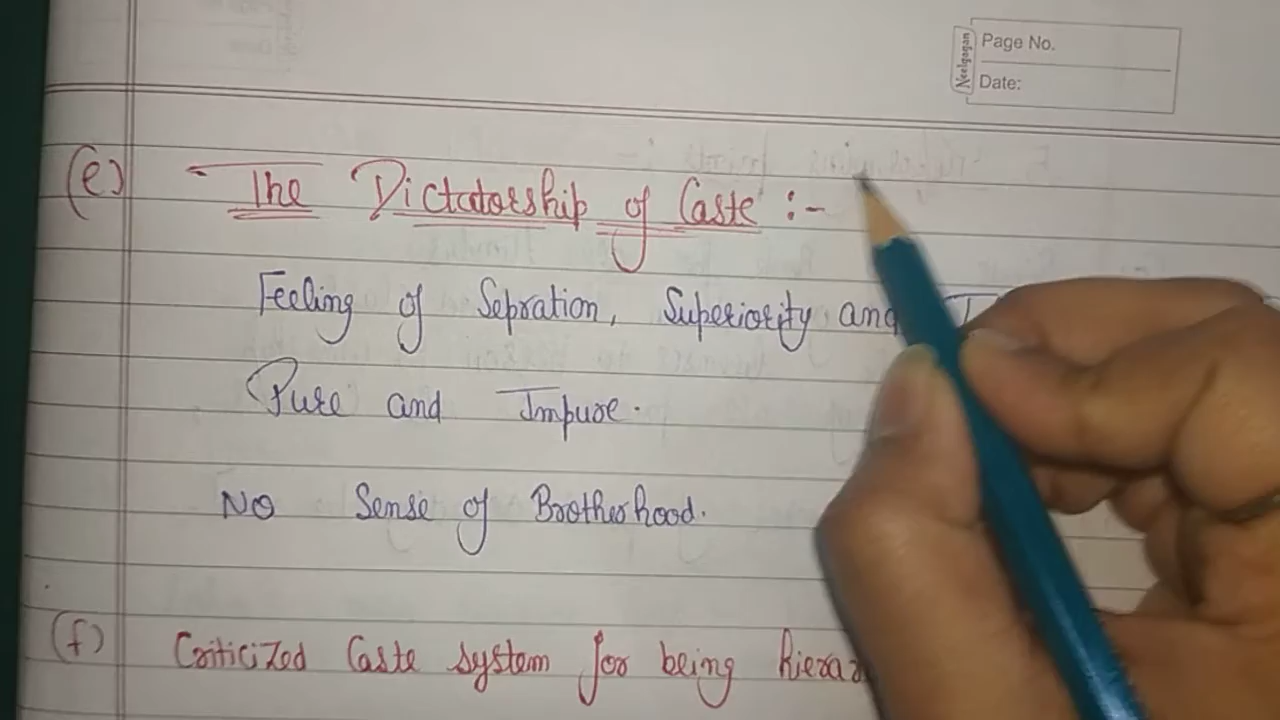 Neelgagan
Page No.
Date:
(e) The Dictatorship of Caste :-
Feeling of Sepration, Superiority and
Pure and Impure.
No Sense of Brotherhood.
(f) Criticized Caste system for being